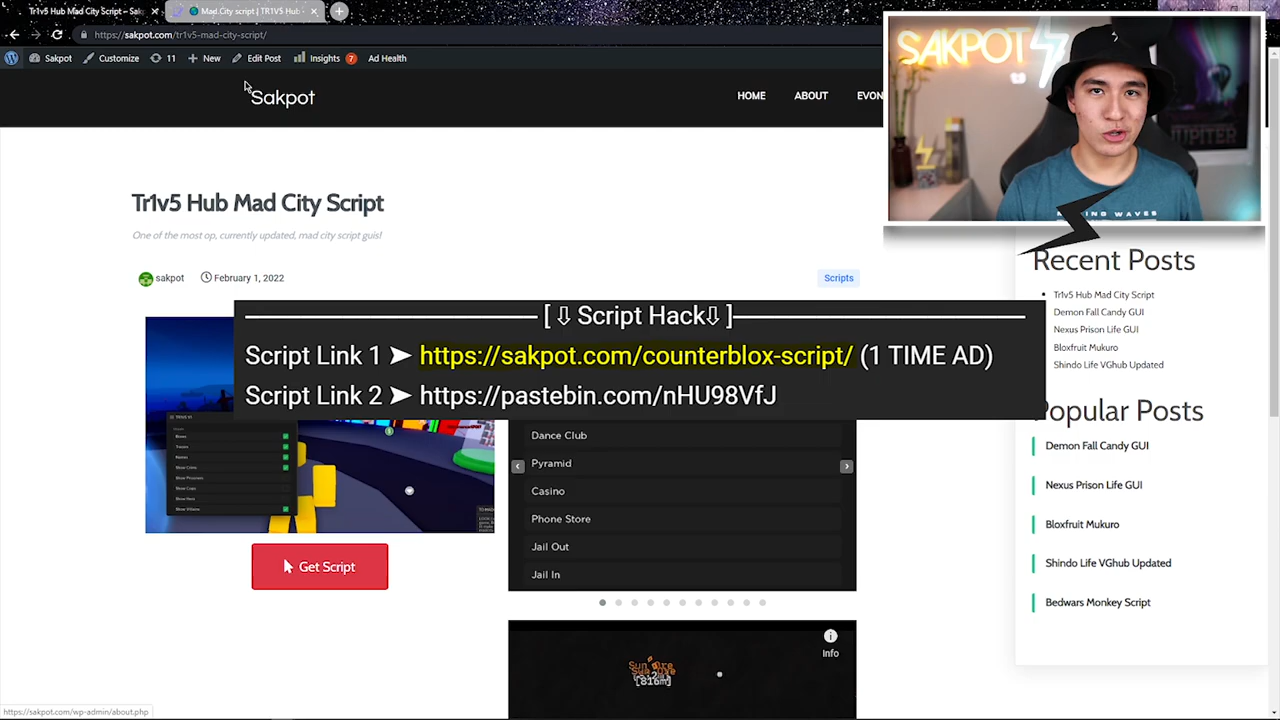 Tr1v5 Hub Mad City Script – Sak
Mad City script | TR1V5 Hub
https://sakpot.com/tr1v5-mad-city-script/
Sakpot
Customize
11
New
Edit Post
Insights
7
Ad Health
Sakpot
HOME
ABOUT
EVON
SAKPOT
JUPITER
WAVES
Tr1v5 Hub Mad City Script
One of the most op, currently updated, mad city script guis!
sakpot
February 1, 2022
Scripts
[ ⇩ Script Hack⇩ ]
Script Link 1 ➤ https://sakpot.com/counterblox-script/ (1 TIME AD)
Script Link 2 ➤ https://pastebin.com/nHU98VfJ
Dance Club
Pyramid
Casino
Phone Store
Jail Out
Jail In
Get Script
Info
[816m]
Recent Posts
Tr1v5 Hub Mad City Script
Demon Fall Candy GUI
Nexus Prison Life GUI
Bloxfruit Mukuro
Shindo Life VGhub Updated
Popular Posts
Demon Fall Candy GUI
Nexus Prison Life GUI
Bloxfruit Mukuro
Shindo Life VGhub Updated
Bedwars Monkey Script
https://sakpot.com/wp-admin/about.php